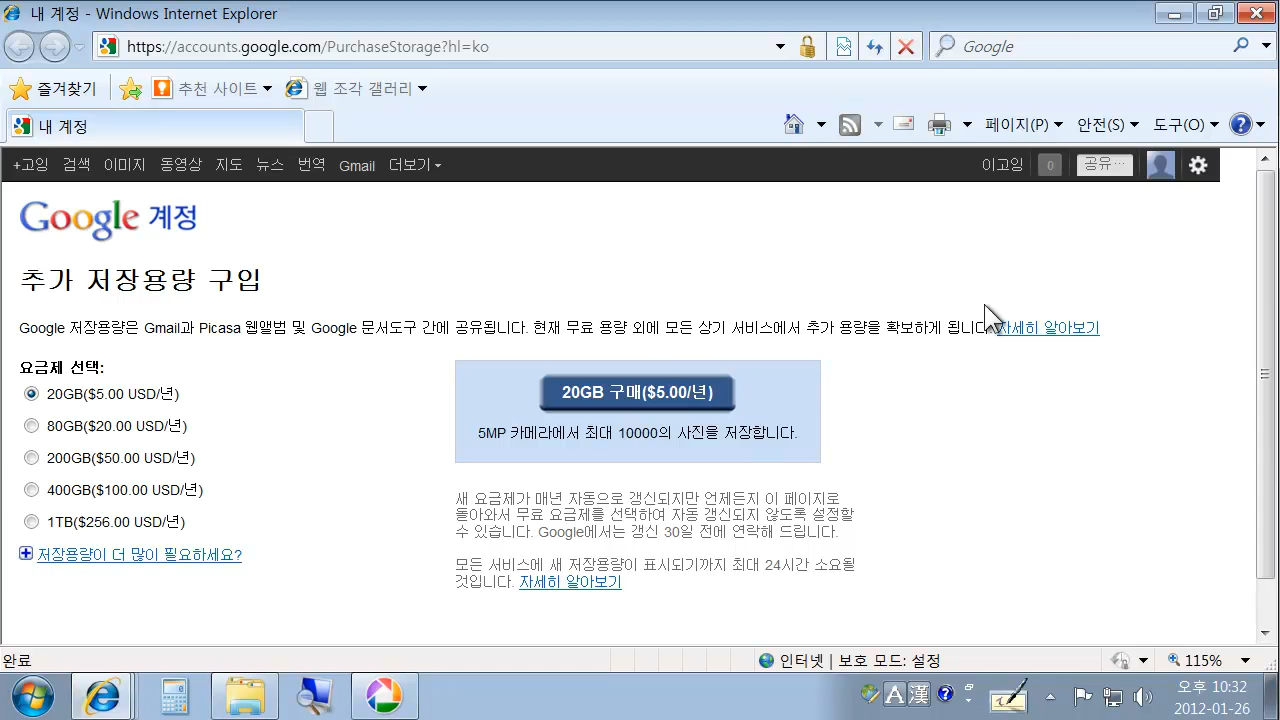 내 계정 - Windows Internet Explorer
https://accounts.google.com/PurchaseStorage?hl=ko
Google
즐겨찾기
추천 사이트
웹 조각 갤러리
내 계정
페이지(P)
안전(S)
도구(O)
+고인 검색 이미지 동영상 지도 뉴스 번역 Gmail 더보기
이고임 0 공유…
Google 계정
추가 저장용량 구입
Google 저장용량은 Gmail과 Picasa 웹앨범 및 Google 문서도구 간에 공유됩니다. 현재 무료 용량 외에 모든 상기 서비스에서 추가 용량을 확보하게 됩니다. 자세히 알아보기
요금제 선택:
20GB($5.00 USD/년)
80GB($20.00 USD/년)
200GB($50.00 USD/년)
400GB($100.00 USD/년)
1TB($256.00 USD/년)
저장용량이 더 많이 필요하세요?
20GB 구매($5.00/년)
5MP 카메라에서 최대 10000의 사진을 저장합니다.
새 요금제가 매년 자동으로 갱신되지만 언제든지 이 페이지로
돌아와서 무료 요금제를 선택하여 자동 갱신되지 않도록 설정할
수 있습니다. Google에서는 갱신 30일 전에 연락해 드립니다.
모든 서비스에 새 저장용량이 표시되기까지 최대 24시간 소요될
것입니다. 자세히 알아보기
완료
인터넷 | 보호 모드: 설정
115%
A 漢
오후 10:32
2012-01-26